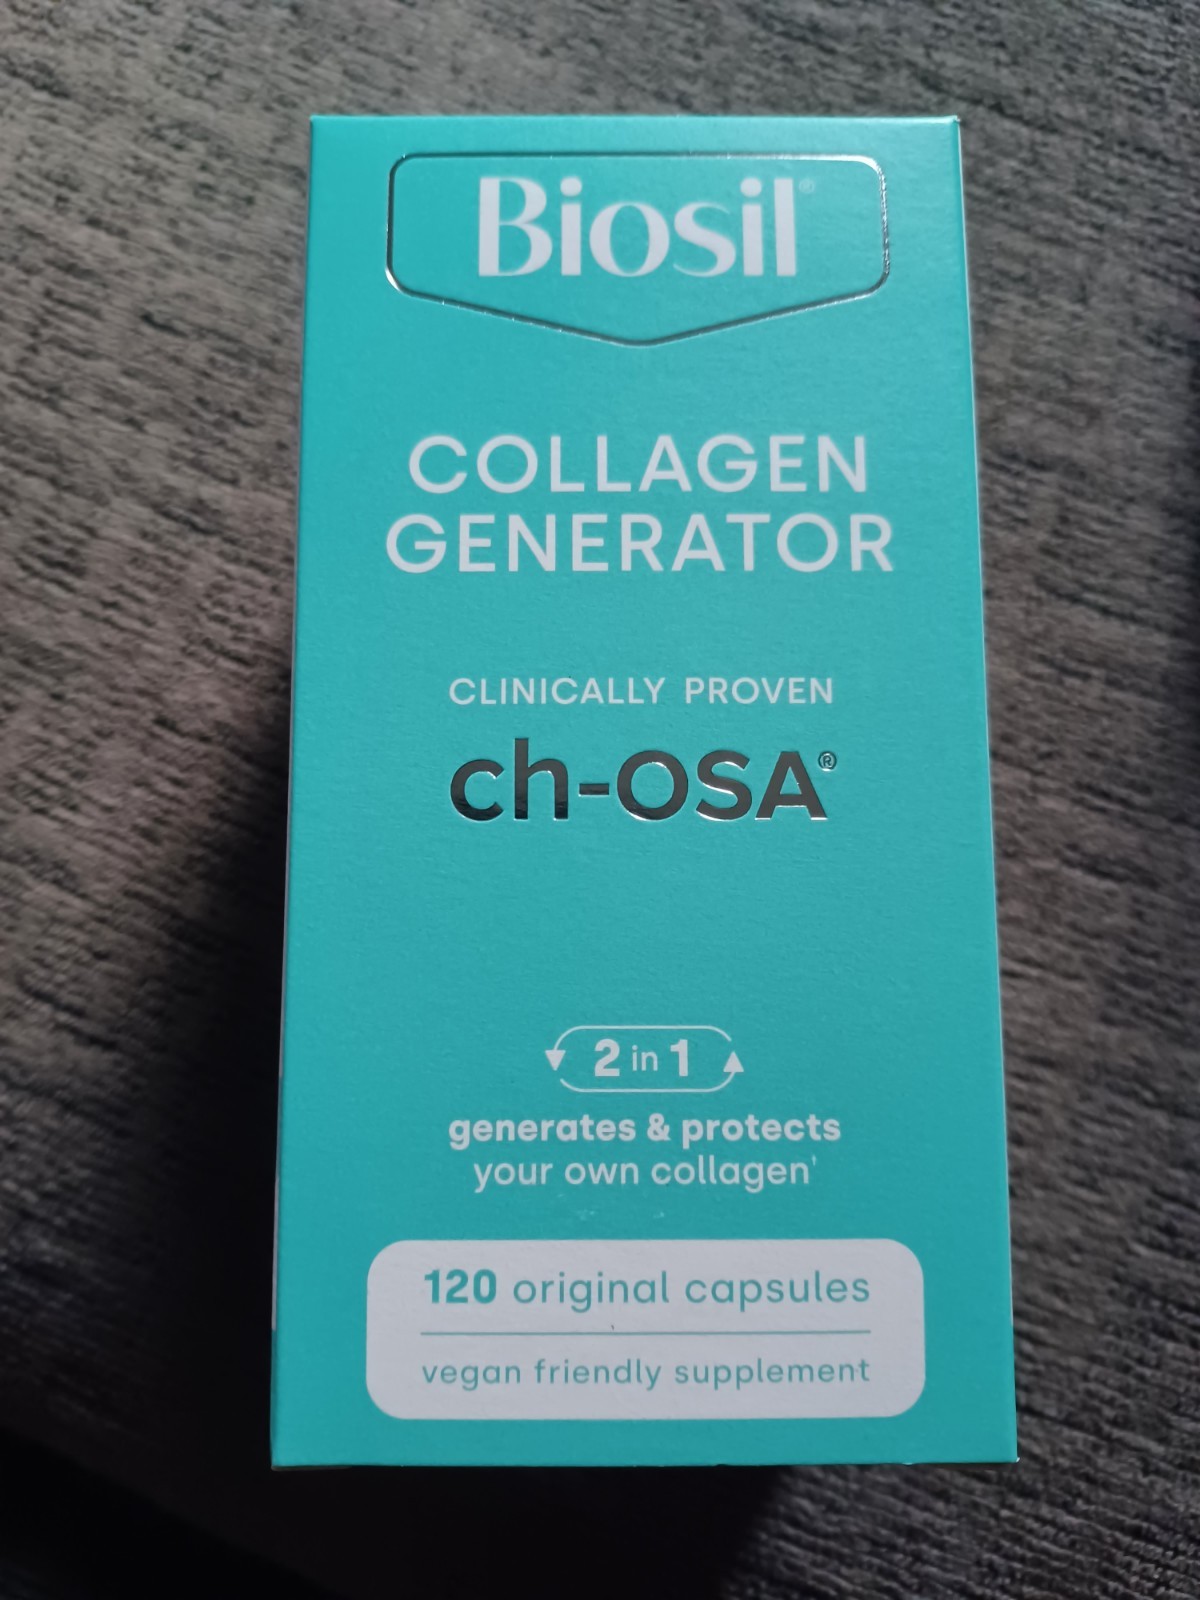 Biosil®
COLLAGEN
GENERATOR
CLINICALLY PROVEN
ch-OSA®
2 in 1
generates & protects
your own collagen†
120 original capsules
vegan friendly supplement